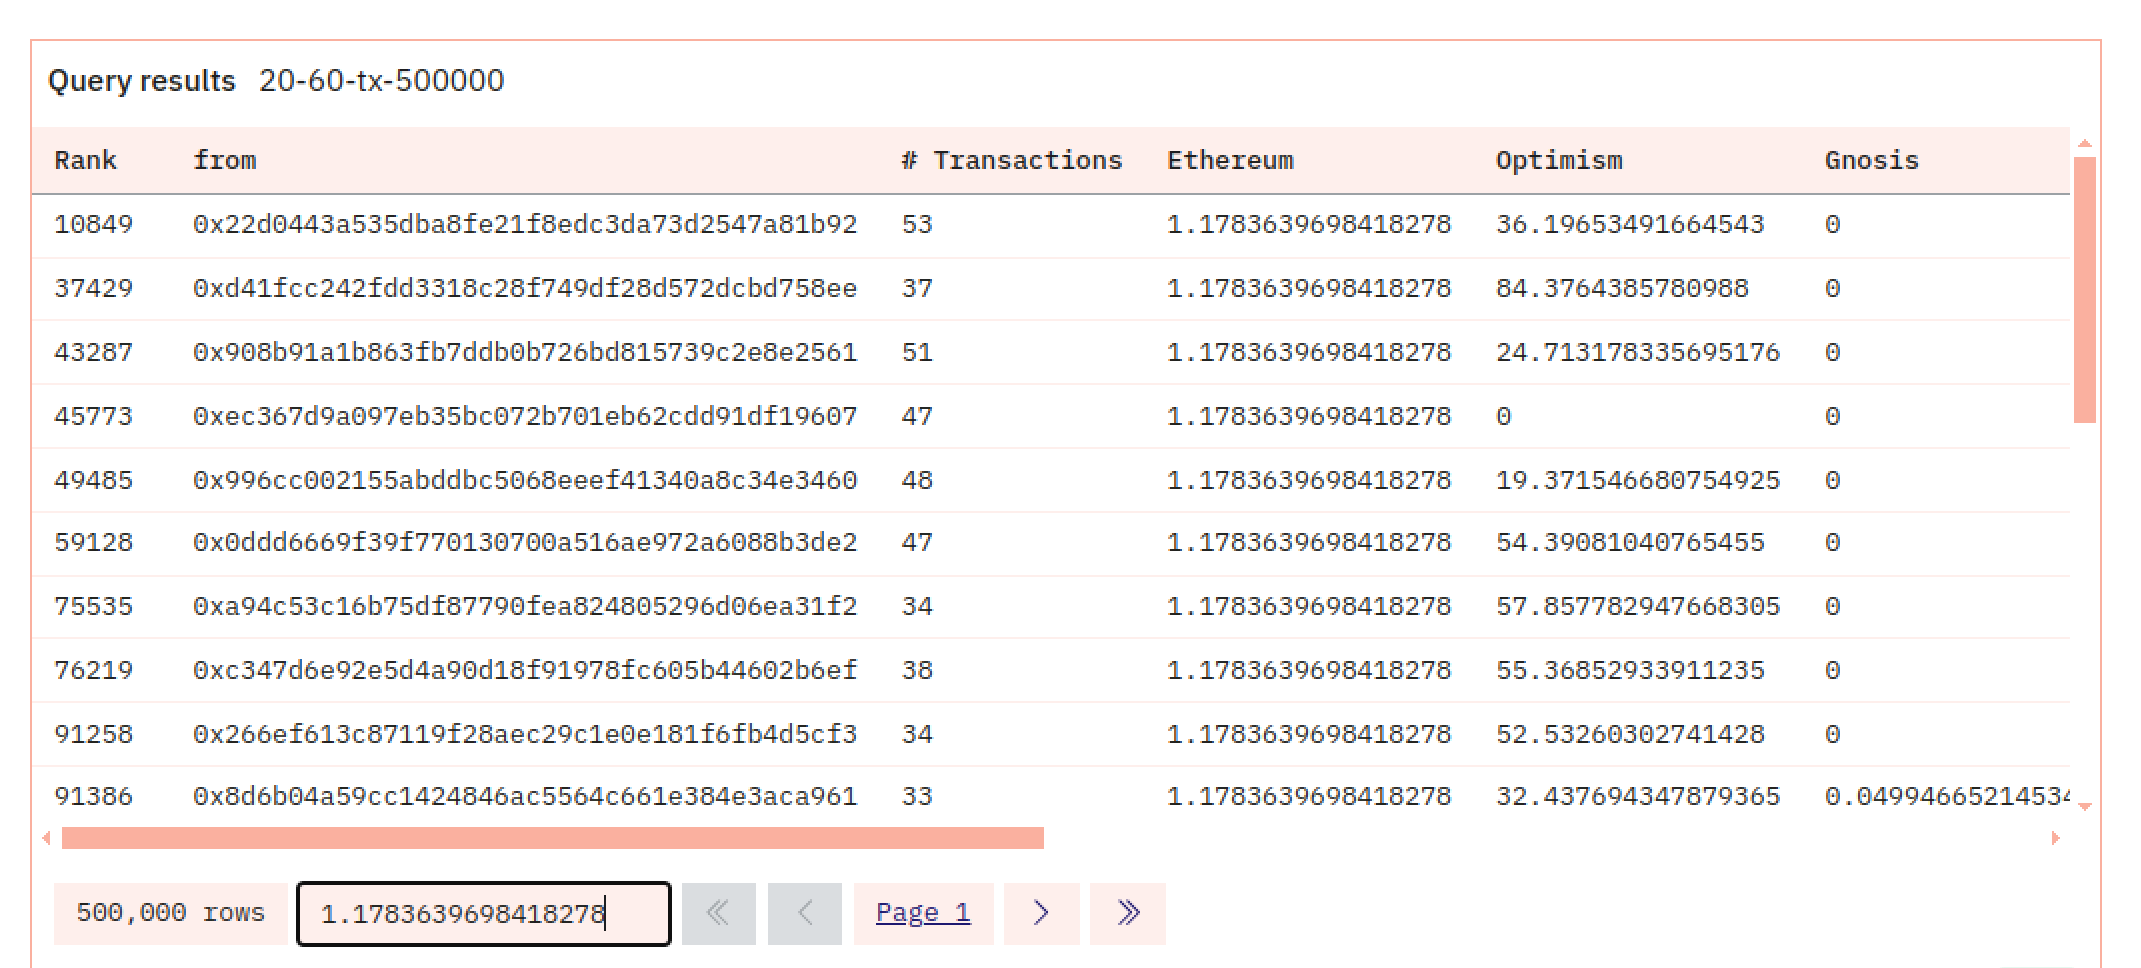 Query results 20-60-tx-500000
Rank from # Transactions Ethereum Optimism Gnosis
10849 0x22d0443a535dba8fe21f8edc3da73d2547a81b92 53 1.1783639698418278 36.19653491664543 0
37429 0xd41fcc242fdd3318c28f749df28d572dcbd758ee 37 1.1783639698418278 84.3764385780988 0
43287 0x908b91a1b863fb7ddb0b726bd815739c2e8e2561 51 1.1783639698418278 24.713178335695176 0
45773 0xec367d9a097eb35bc072b701eb62cdd91df19607 47 1.1783639698418278 0 0
49485 0x996cc002155abddbc5068eeef41340a8c34e3460 48 1.1783639698418278 19.371546680754925 0
59128 0x0ddd6669f39f770130700a516ae972a6088b3de2 47 1.1783639698418278 54.39081040765455 0
75535 0xa94c53c16b75df87790fea824805296d06ea31f2 34 1.1783639698418278 57.857782947668305 0
76219 0xc347d6e92e5d4a90d18f91978fc605b44602b6ef 38 1.1783639698418278 55.36852933911235 0
91258 0x266ef613c87119f28aec29c1e0e181f6fb4d5cf3 34 1.1783639698418278 52.53260302741428 0
91386 0x8d6b04a59cc1424846ac5564c661e384e3aca961 33 1.1783639698418278 32.437694347879365 0.04994665214534
500,000 rows 1.1783639698418278 Page 1